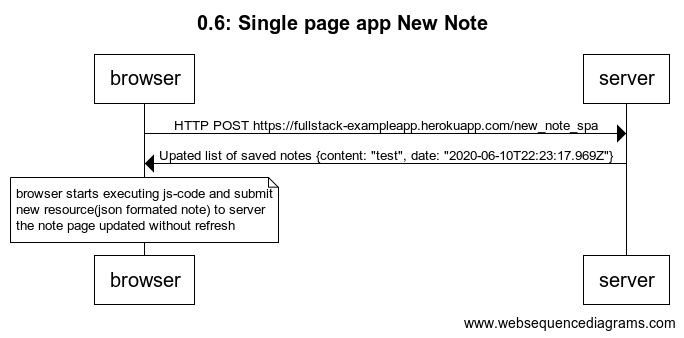 0.6: Single page app New Note
browser
server
HTTP POST https://fullstack-exampleapp.herokuapp.com/new_note_spa
Upated list of saved notes {content: "test", date: "2020-06-10T22:23:17.969Z"}
browser starts executing js-code and submit
new resource(json formated note) to server
the note page updated without refresh
browser
server
www.websequencediagrams.com